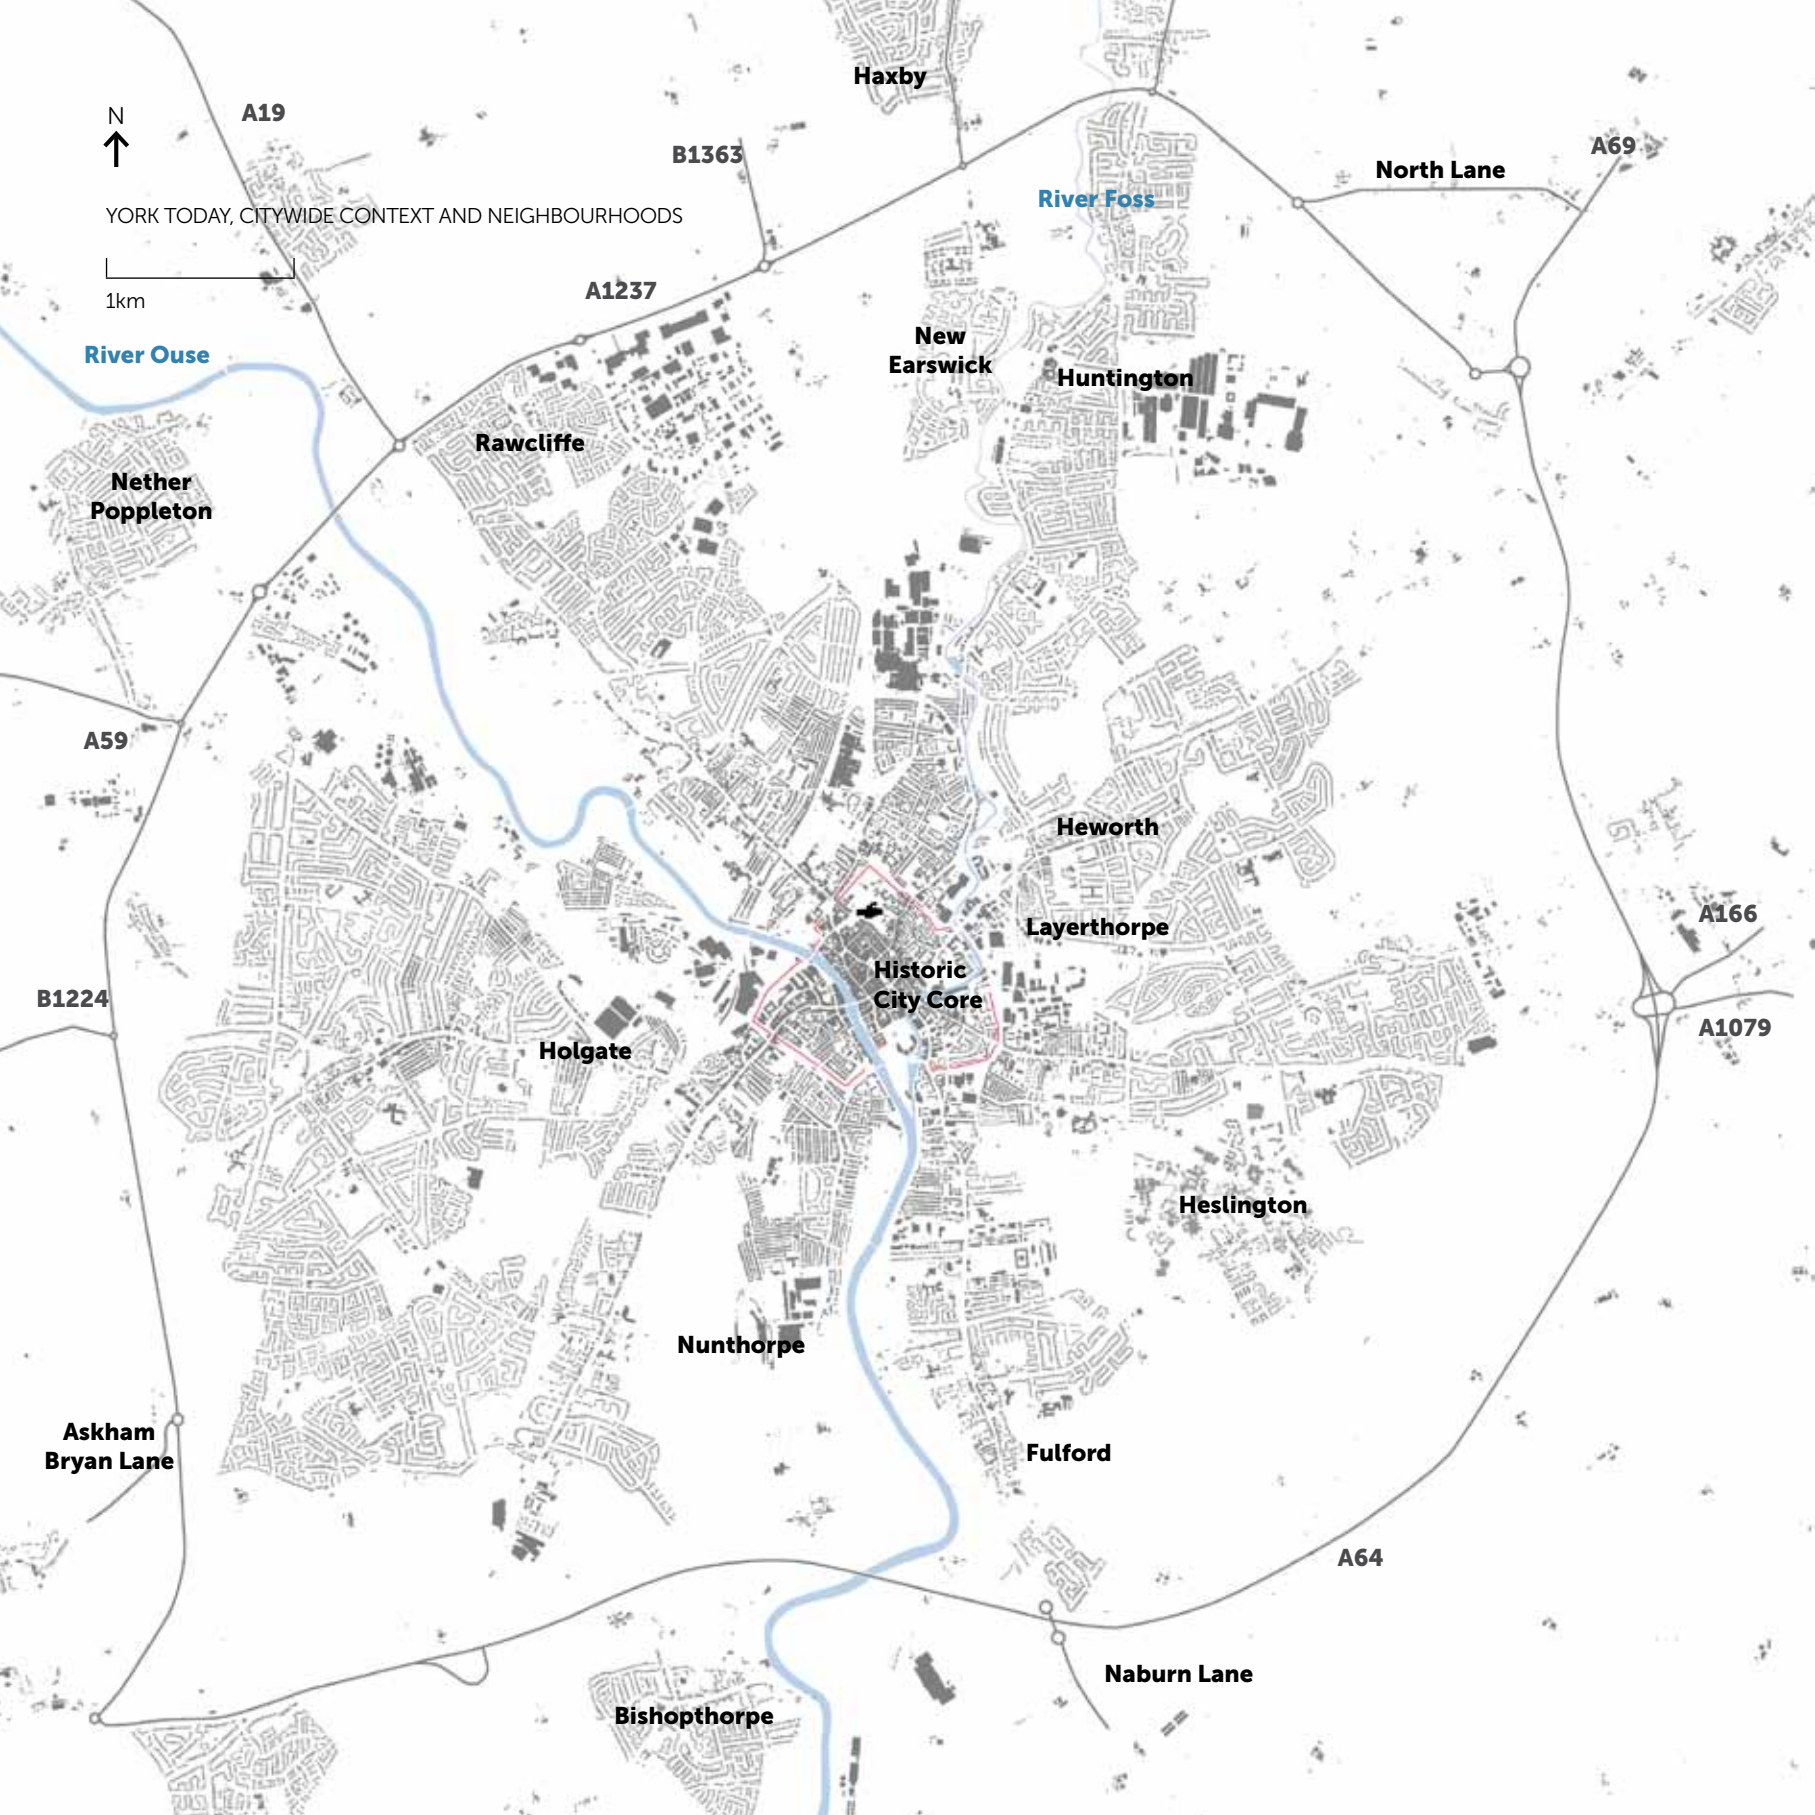 Haxby
A19
N
B1363
A69
North Lane
River Foss
YORK TODAY, CITYWIDE CONTEXT AND NEIGHBOURHOODS
1km
A1237
New
Earswick
River Ouse
Huntington
Rawcliffe
Nether
Poppleton
A59
Heworth
A166
Layerthorpe
Historic
City Core
B1224
A1079
Holgate
Heslington
Nunthorpe
Askham
Bryan Lane
Fulford
A64
Naburn Lane
Bishopthorpe